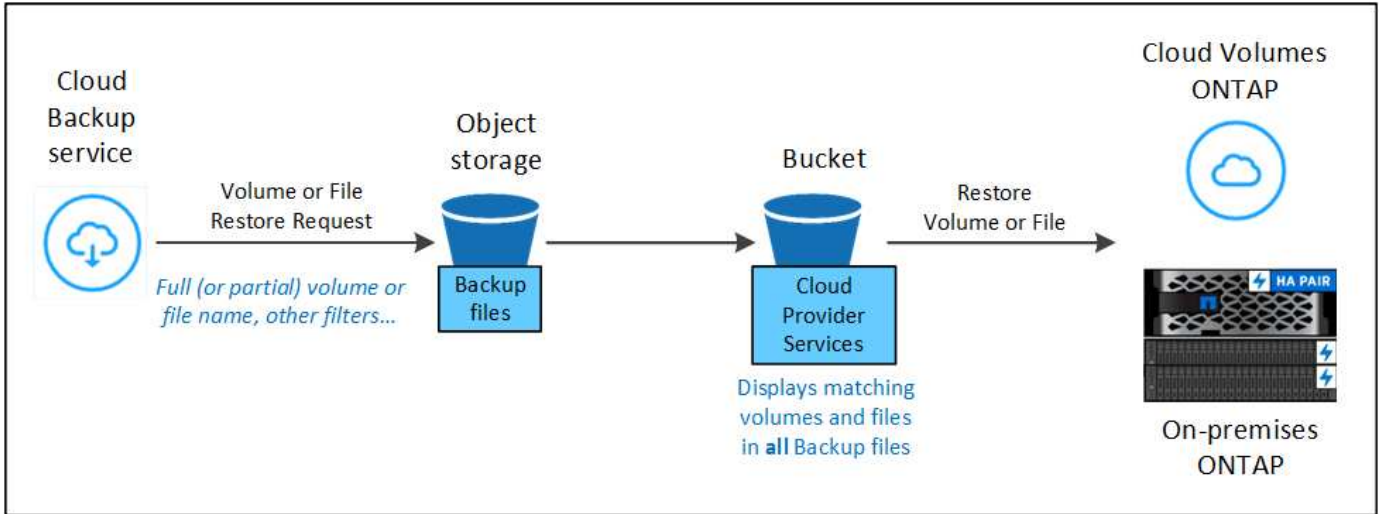 Cloud
Backup
service
Volume or File
Restore Request
Full (or partial) volume or
file name, other filters...
Object
storage
Backup
files
Bucket
Cloud
Provider
Services
Displays matching
volumes and files
in all Backup files
Restore
Volume or File
Cloud Volumes
ONTAP
HA PAIR
On-premises
ONTAP